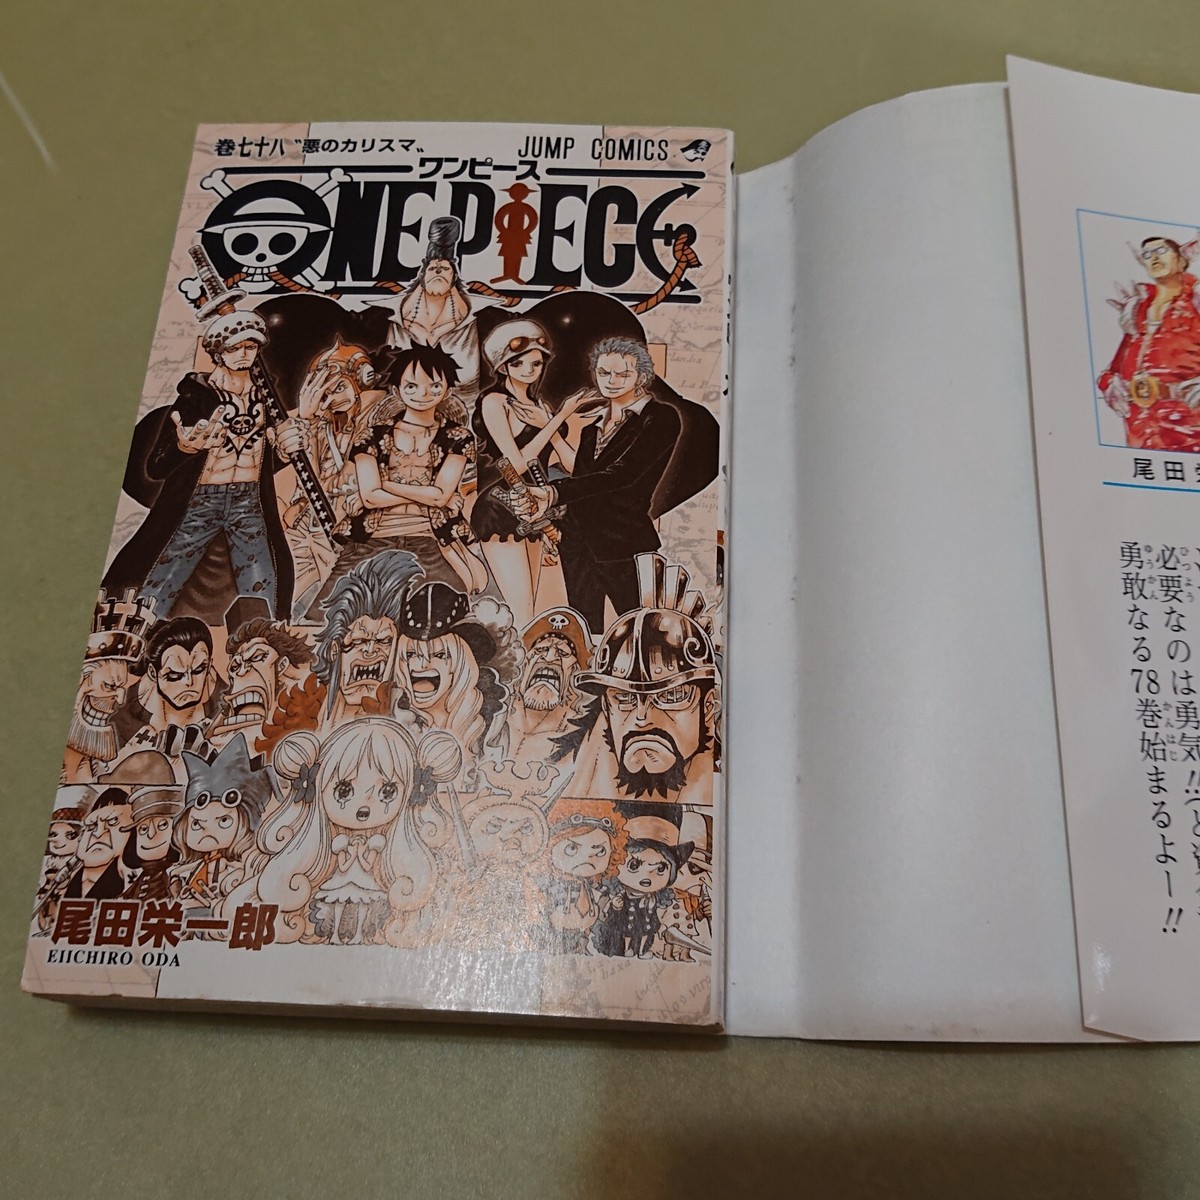 巻七十八〝悪のカリスマ〟
JUMP COMICS
ワンピース
ONE PIECE
尾田栄一郎
EIICHIRO ODA
尾田
必要なのは勇気!!
勇敢なる78巻始まるよー!!